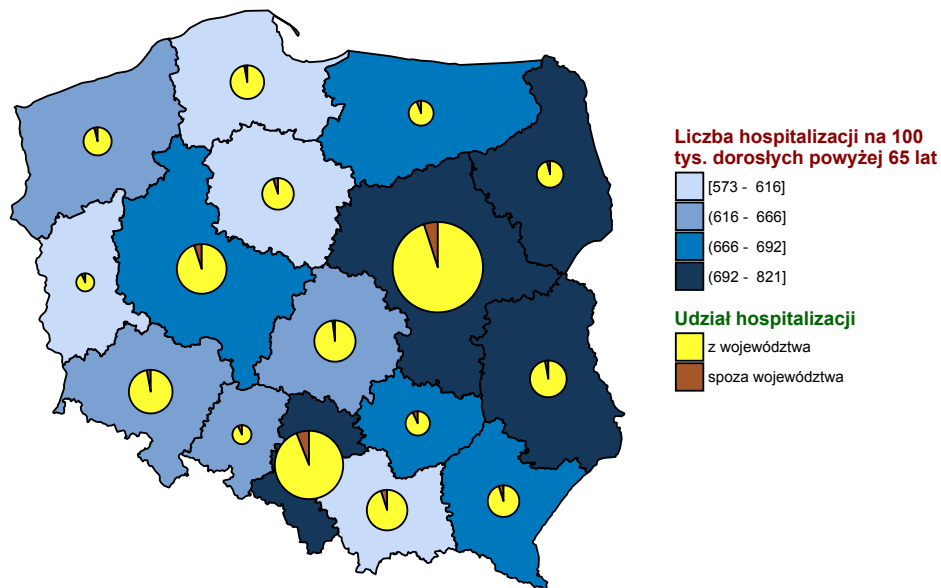 Liczba hospitalizacji na 100
tys. dorosłych powyżej 65 lat
[573 - 616]
(616 - 666]
(666 - 692]
(692 - 821]
Udział hospitalizacji
z województwa
spoza województwa